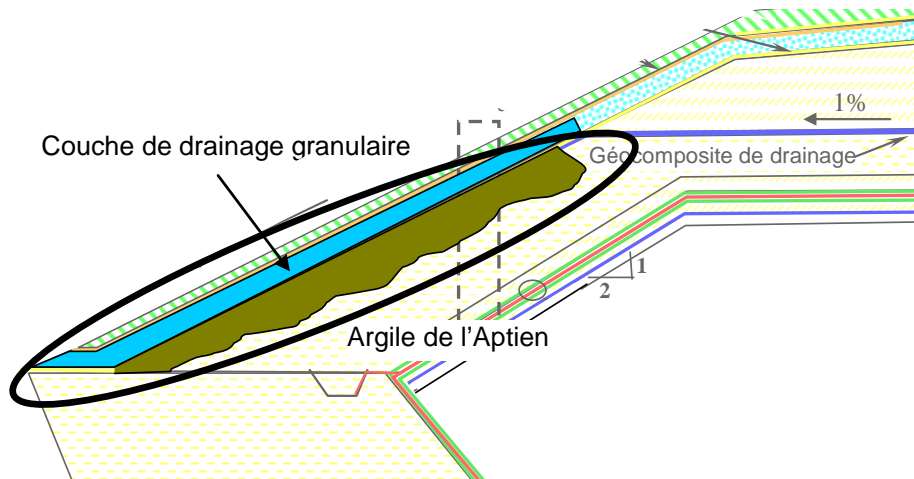 1%
Couche de drainage granulaire
Géocomposite de drainage
1
2
Argile de l'Aptien